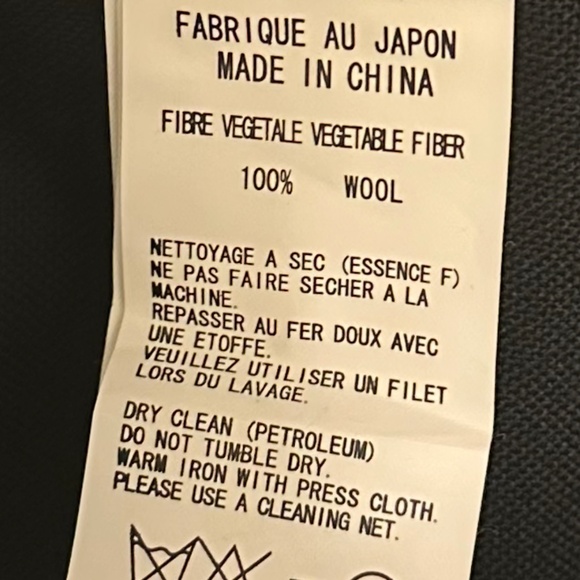 FABRIQUE AU JAPON
MADE IN CHINA
FIBRE VEGETALE VEGETABLE FIBER
100% WOOL
NETTOYAGE A SEC (ESSENCE F)
NE PAS FAIRE SECHER A LA
MACHINE.
REPASSER AU FER DOUX AVEC
UNE ETOFFE.
VEUILLEZ UTILISER UN FILET
LORS DU LAVAGE.
DRY CLEAN (PETROLEUM)
DO NOT TUMBLE DRY.
WARM IRON WITH PRESS CLOTH.
PLEASE USE A CLEANING NET.